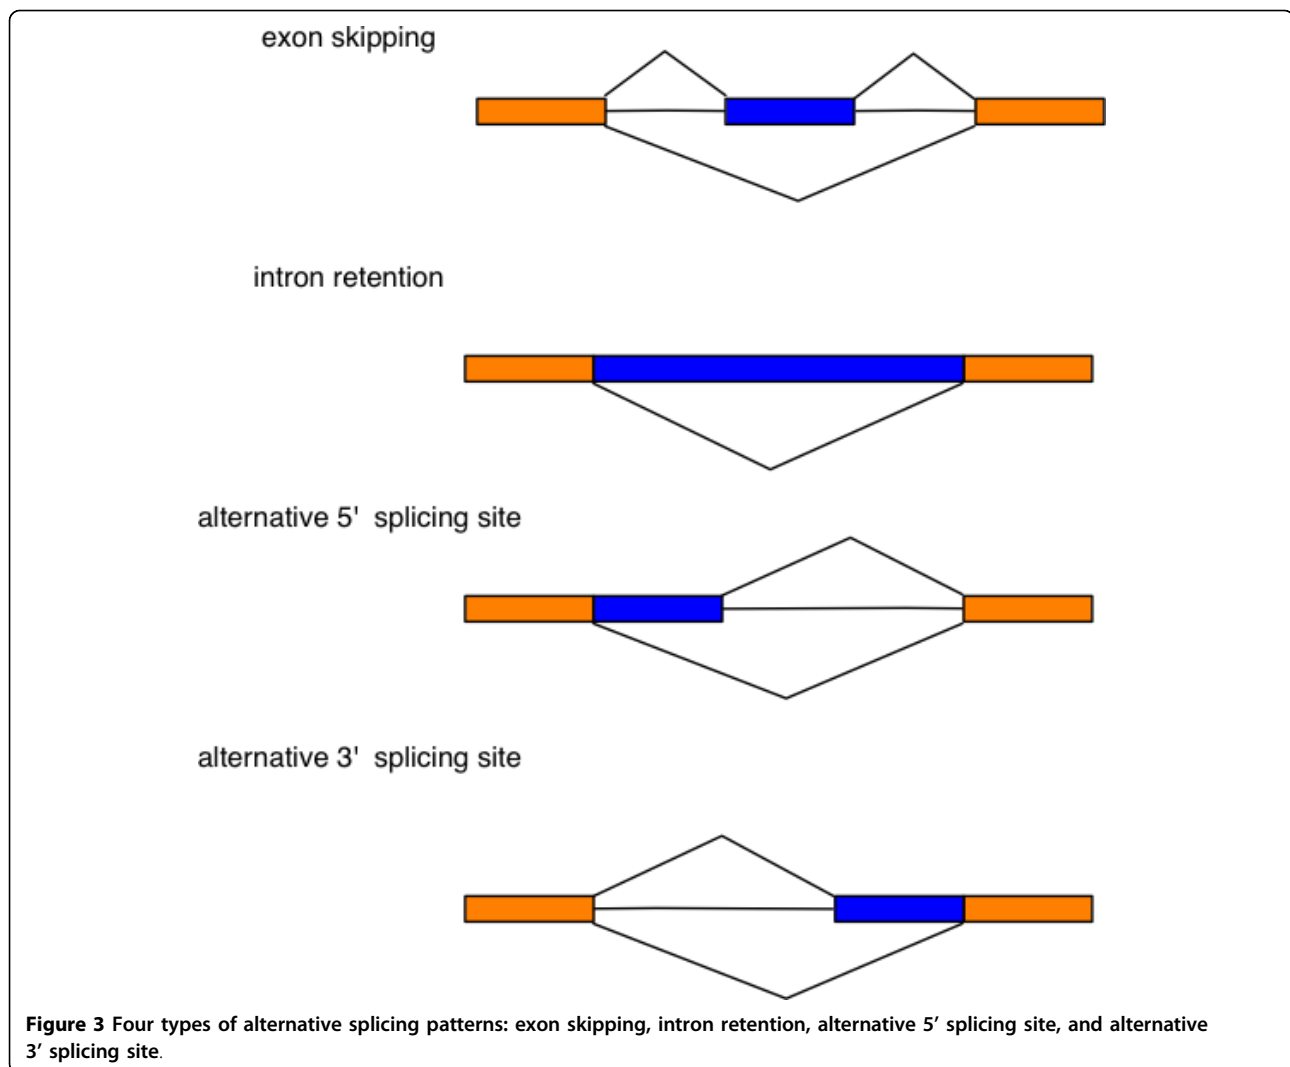 exon skipping
intron retention
alternative 5' splicing site
alternative 3' splicing site
Figure 3 Four types of alternative splicing patterns: exon skipping, intron retention, alternative 5′ splicing site, and alternative
3′ splicing site.